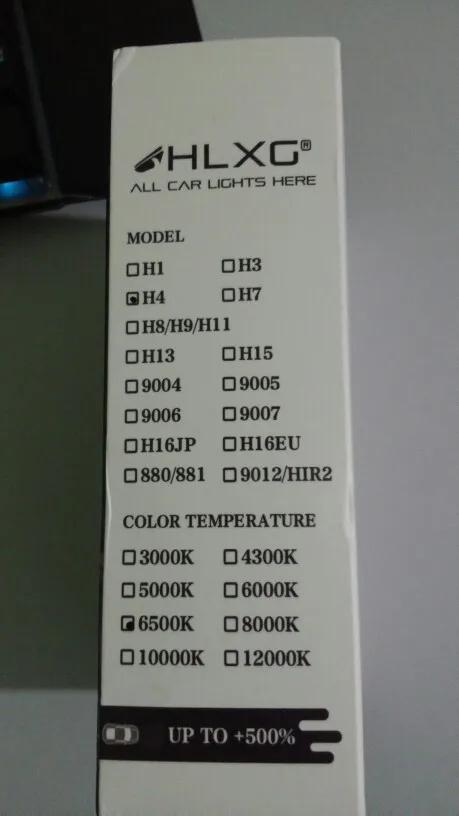 HLXG®
ALL CAR LIGHTS HERE
MODEL
H1 H3
H4 H7
H8/H9/H11
H13 H15
9004 9005
9006 9007
H16JP H16EU
880/881 9012/HIR2
COLOR TEMPERATURE
3000K 4300K
5000K 6000K
6500K 8000K
10000K 12000K
UP TO +500%